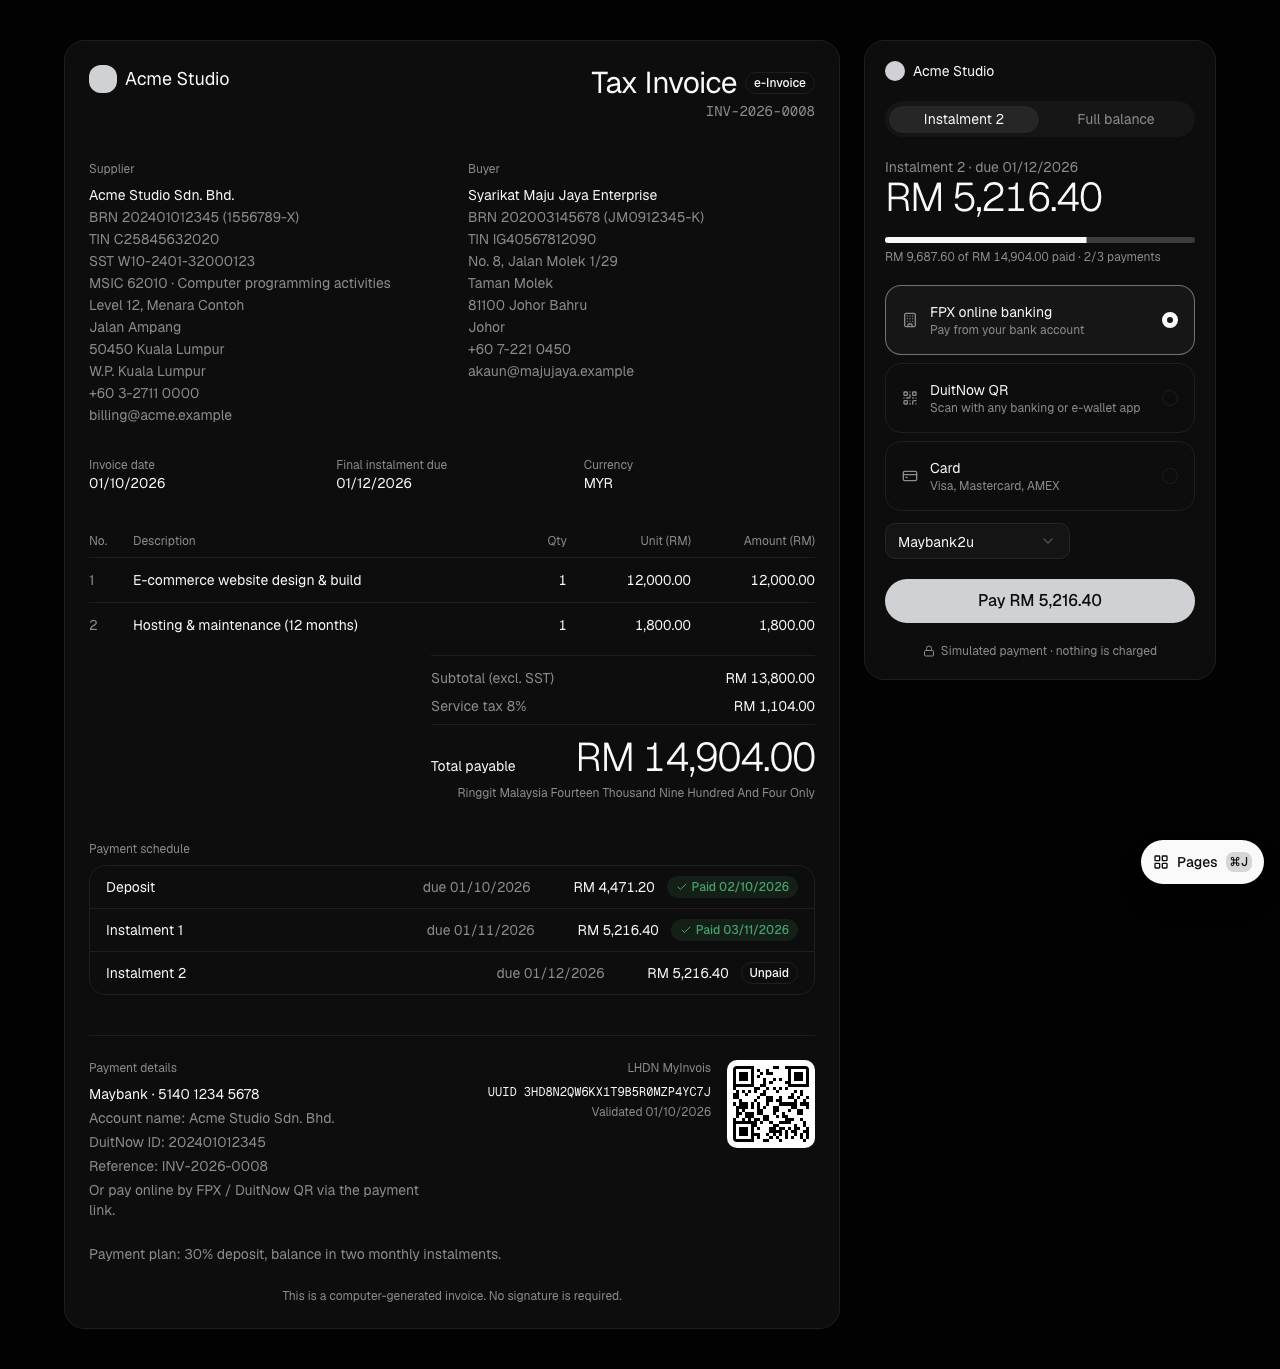 Acme Studio
Tax Invoice e-Invoice
INV-2026-0008
Supplier
Acme Studio Sdn. Bhd.
BRN 202401012345 (1556789-X)
TIN C25845632020
SST W10-2401-32000123
MSIC 62010 · Computer programming activities
Level 12, Menara Contoh
Jalan Ampang
50450 Kuala Lumpur
W.P. Kuala Lumpur
+60 3-2711 0000
billing@acme.example
Buyer
Syarikat Maju Jaya Enterprise
BRN 202003145678 (JM0912345-K)
TIN IG40567812090
No. 8, Jalan Molek 1/29
Taman Molek
81100 Johor Bahru
Johor
+60 7-221 0450
akaun@majujaya.example
Invoice date
01/10/2026
Final instalment due
01/12/2026
Currency
MYR
No. Description Qty Unit (RM) Amount (RM)
1 E-commerce website design & build 1 12,000.00 12,000.00
2 Hosting & maintenance (12 months) 1 1,800.00 1,800.00
Subtotal (excl. SST) RM 13,800.00
Service tax 8% RM 1,104.00
Total payable RM 14,904.00
Ringgit Malaysia Fourteen Thousand Nine Hundred And Four Only
Payment schedule
Deposit due 01/10/2026 RM 4,471.20 Paid 02/10/2026
Instalment 1 due 01/11/2026 RM 5,216.40 Paid 03/11/2026
Instalment 2 due 01/12/2026 RM 5,216.40 Unpaid
Payment details
Maybank · 5140 1234 5678
Account name: Acme Studio Sdn. Bhd.
DuitNow ID: 202401012345
Reference: INV-2026-0008
Or pay online by FPX / DuitNow QR via the payment
link.
LHDN MyInvois
UUID 3HD8N2QW6KX1T9B5R0MZP4YC7J
Validated 01/10/2026
Payment plan: 30% deposit, balance in two monthly instalments.
This is a computer-generated invoice. No signature is required.
Acme Studio
Instalment 2 Full balance
Instalment 2 · due 01/12/2026
RM 5,216.40
RM 9,687.60 of RM 14,904.00 paid · 2/3 payments
FPX online banking
Pay from your bank account
DuitNow QR
Scan with any banking or e-wallet app
Card
Visa, Mastercard, AMEX
Maybank2u
Pay RM 5,216.40
Simulated payment · nothing is charged
Pages ⌘J